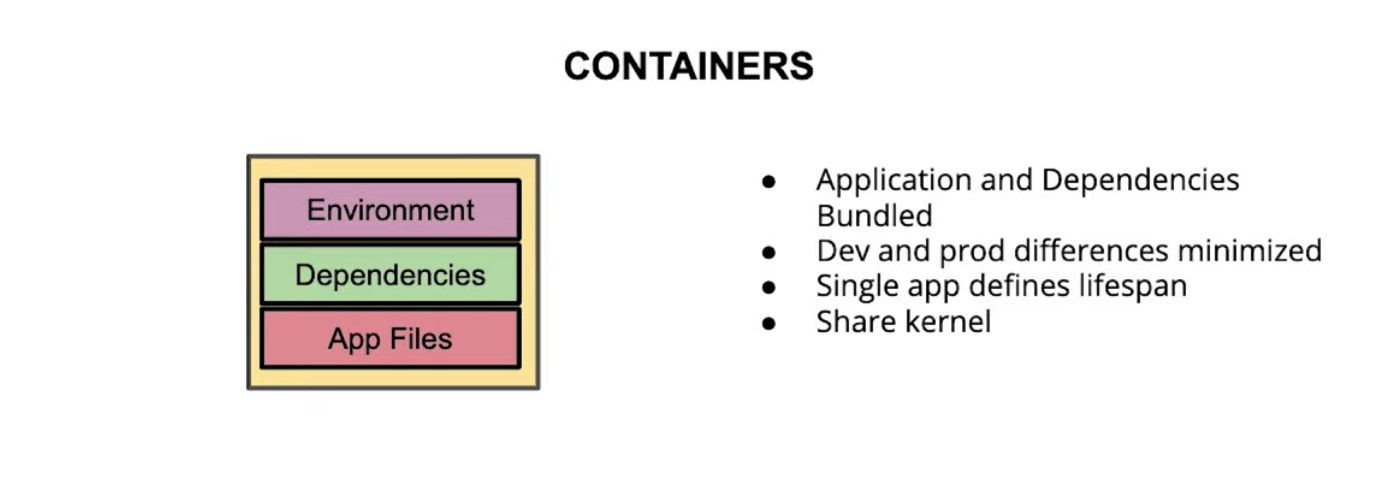 CONTAINERS
Environment
Dependencies
App Files
● Application and Dependencies
Bundled
● Dev and prod differences minimized
● Single app defines lifespan
● Share kernel